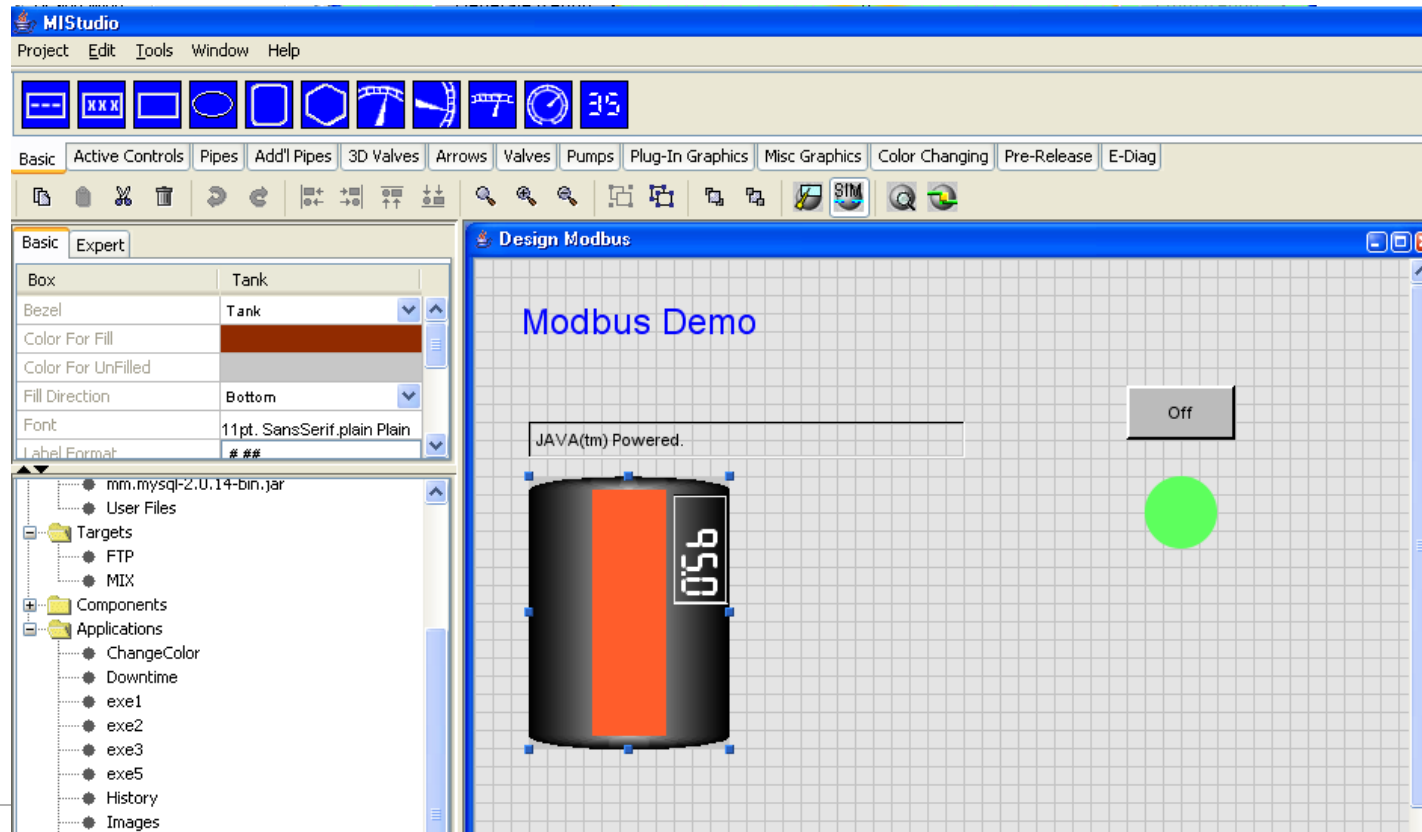 MIStudio
Project Edit Tools Window Help
--- xxx 35
Basic Active Controls Pipes Add'l Pipes 3D Valves Arrows Valves Pumps Plug-In Graphics Misc Graphics Color Changing Pre-Release E-Diag
SIM
Basic Expert
Box Tank
Bezel Tank
Color For Fill
Color For UnFilled
Fill Direction Bottom
Font 11pt. SansSerif.plain Plain
Label Format #.##
mm.mysql-2.0.14-bin.jar
User Files
Targets
FTP
MIX
Components
Applications
ChangeColor
Downtime
exe1
exe2
exe3
exe5
History
Images
Design Modbus
Modbus Demo
Off
JAVA(tm) Powered.